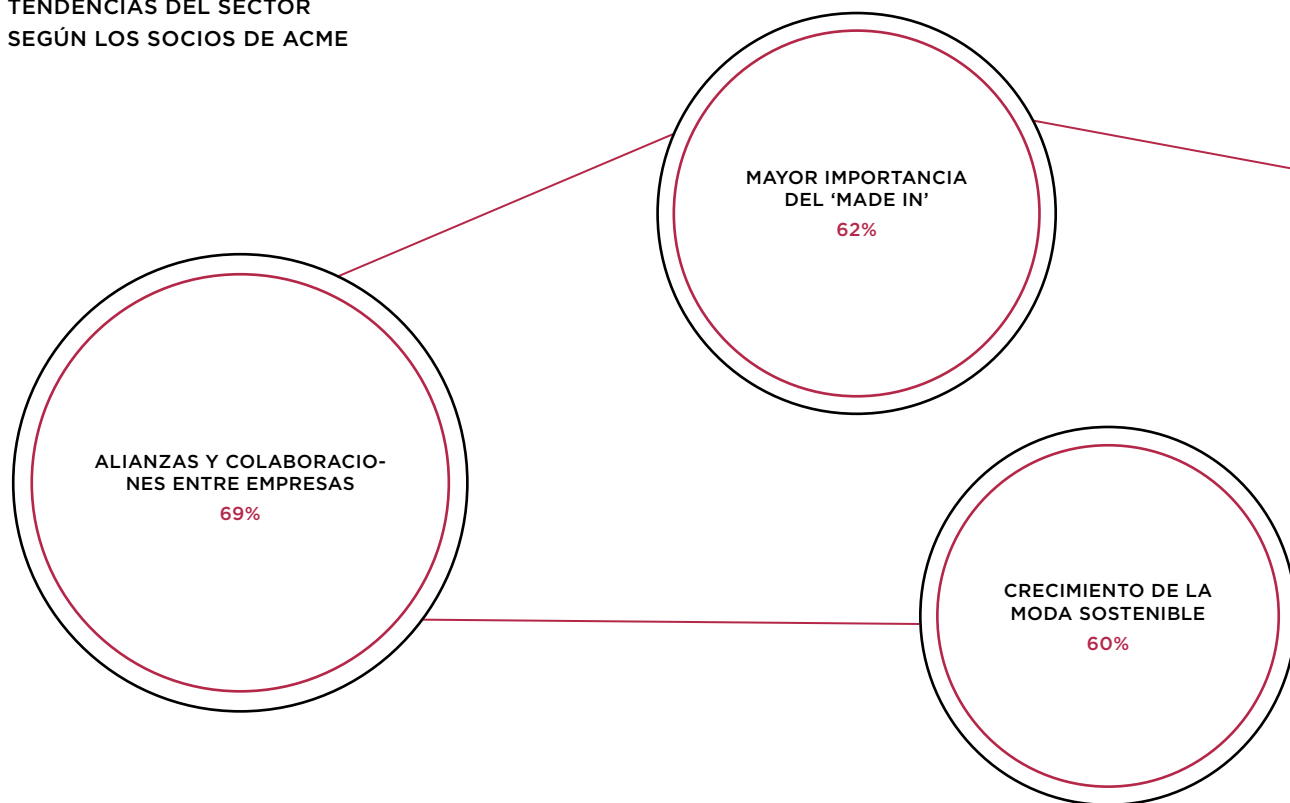 TENDENCIAS DEL SECTOR
SEGÚN LOS SOCIOS DE ACME
MAYOR IMPORTANCIA
DEL ‘MADE IN’
62%
ALIANZAS Y COLABORACIO-
NES ENTRE EMPRESAS
69%
CRECIMIENTO DE LA
MODA SOSTENIBLE
60%